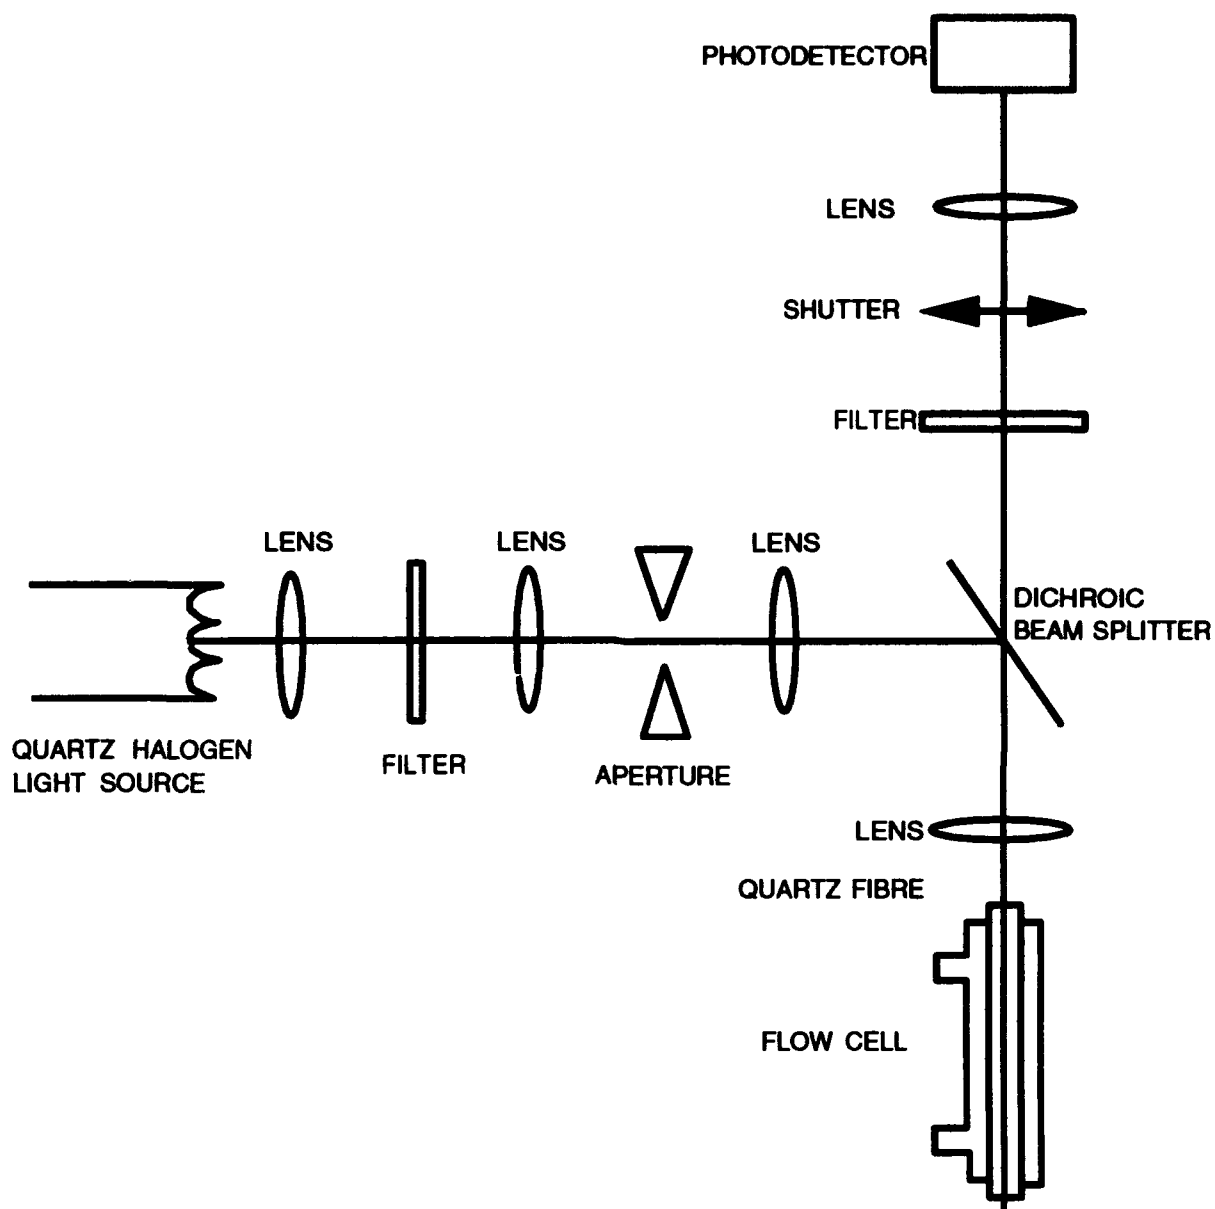 PHOTODETECTOR
LENS
SHUTTER
FILTER
LENS
LENS
LENS
DICHROIC
BEAM SPLITTER
QUARTZ HALOGEN
LIGHT SOURCE
FILTER
APERTURE
LENS
QUARTZ FIBRE
FLOW CELL